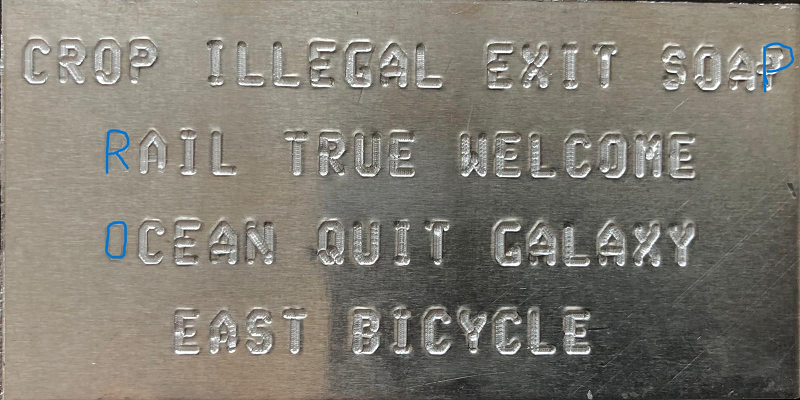 CROP ILLEGAL EXIT SOAP
RAIL TRUE WELCOME
OCEAN QUIT GALAXY
EAST BICYCLE